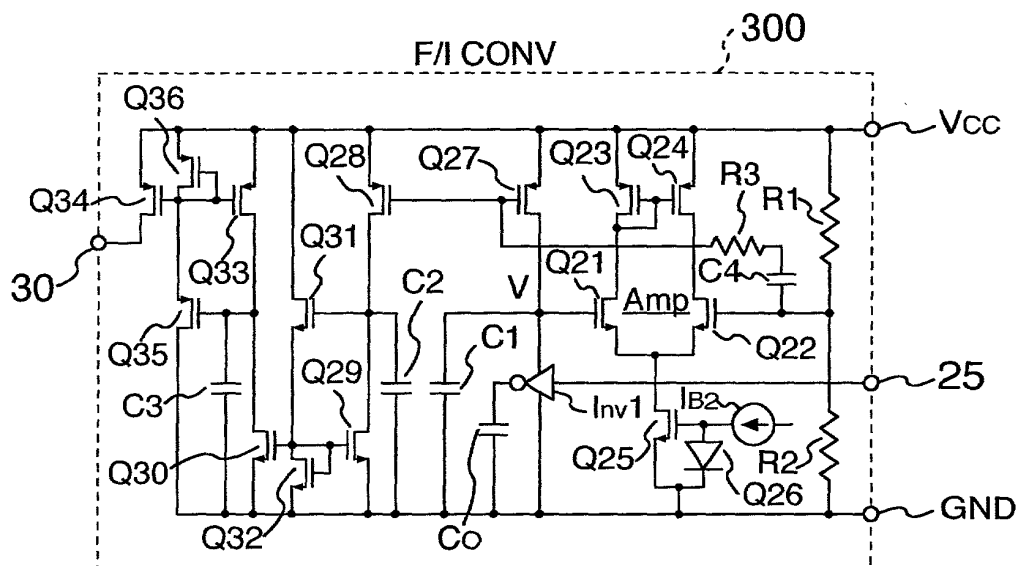 300
F/I CONV
Q36
VCC
Q28
Q27
Q23
Q24
R3
R1
Q34
Q31
30
Q33
C2
V
Q21
C4
Amp
Q35
C1
Q22
C3
Q29
25
Inv1
IB2
Q30
Q25
R2
Q26
Q32
CO
GND